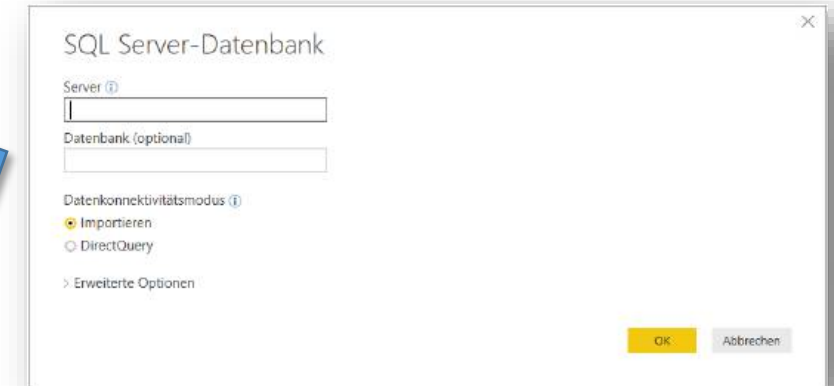 SQL Server-Datenbank
Server
Datenbank (optional)
Datenkonnektivitätsmodus
Importieren
DirectQuery
> Erweiterte Optionen
OK Abbrechen